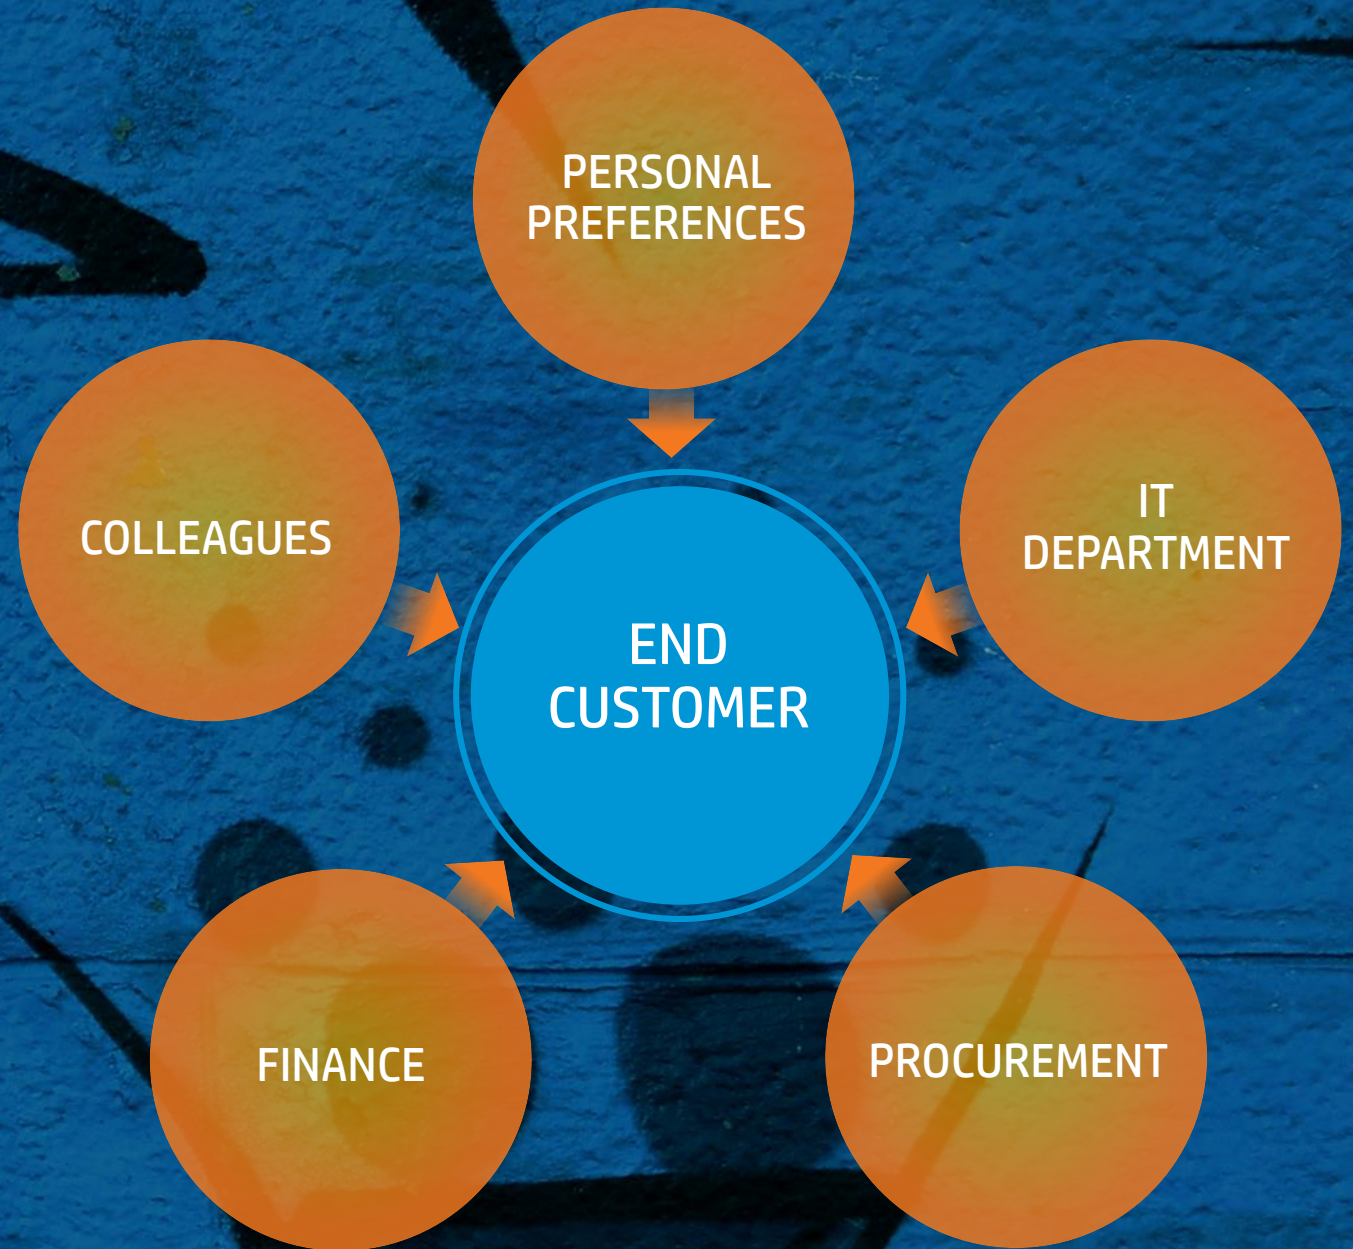 PERSONAL
PREFERENCES
COLLEAGUES
IT
DEPARTMENT
END
CUSTOMER
FINANCE
PROCUREMENT